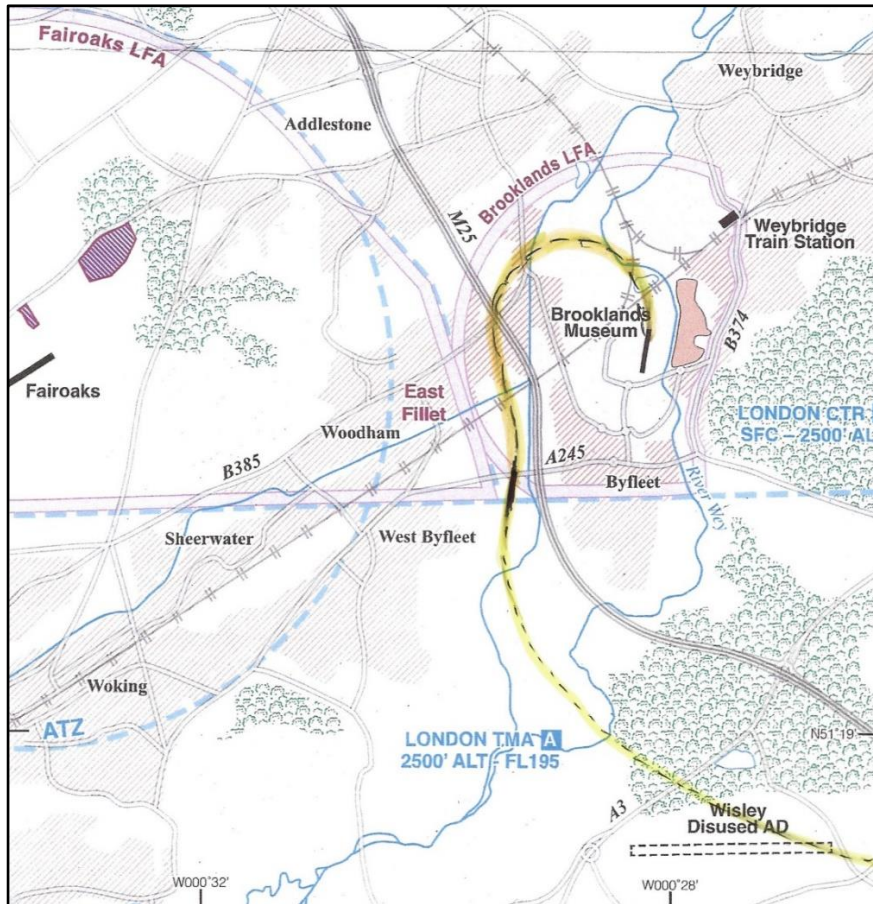 Fairoaks LFA
Weybridge
Addlestone
Brooklands LFA
M25
Weybridge
Train Station
Brooklands
Museum
B374
Fairoaks
East
Fillet
LONDON CTR
SFC – 2500' AL
Woodham
B385
A245
Byfleet
River Wey
Sheerwater
West Byfleet
Woking
ATZ
LONDON TMA A
2500' ALT - FL195
N51°19'
A3
Wisley
Disused AD
W000°32'
W000°28'